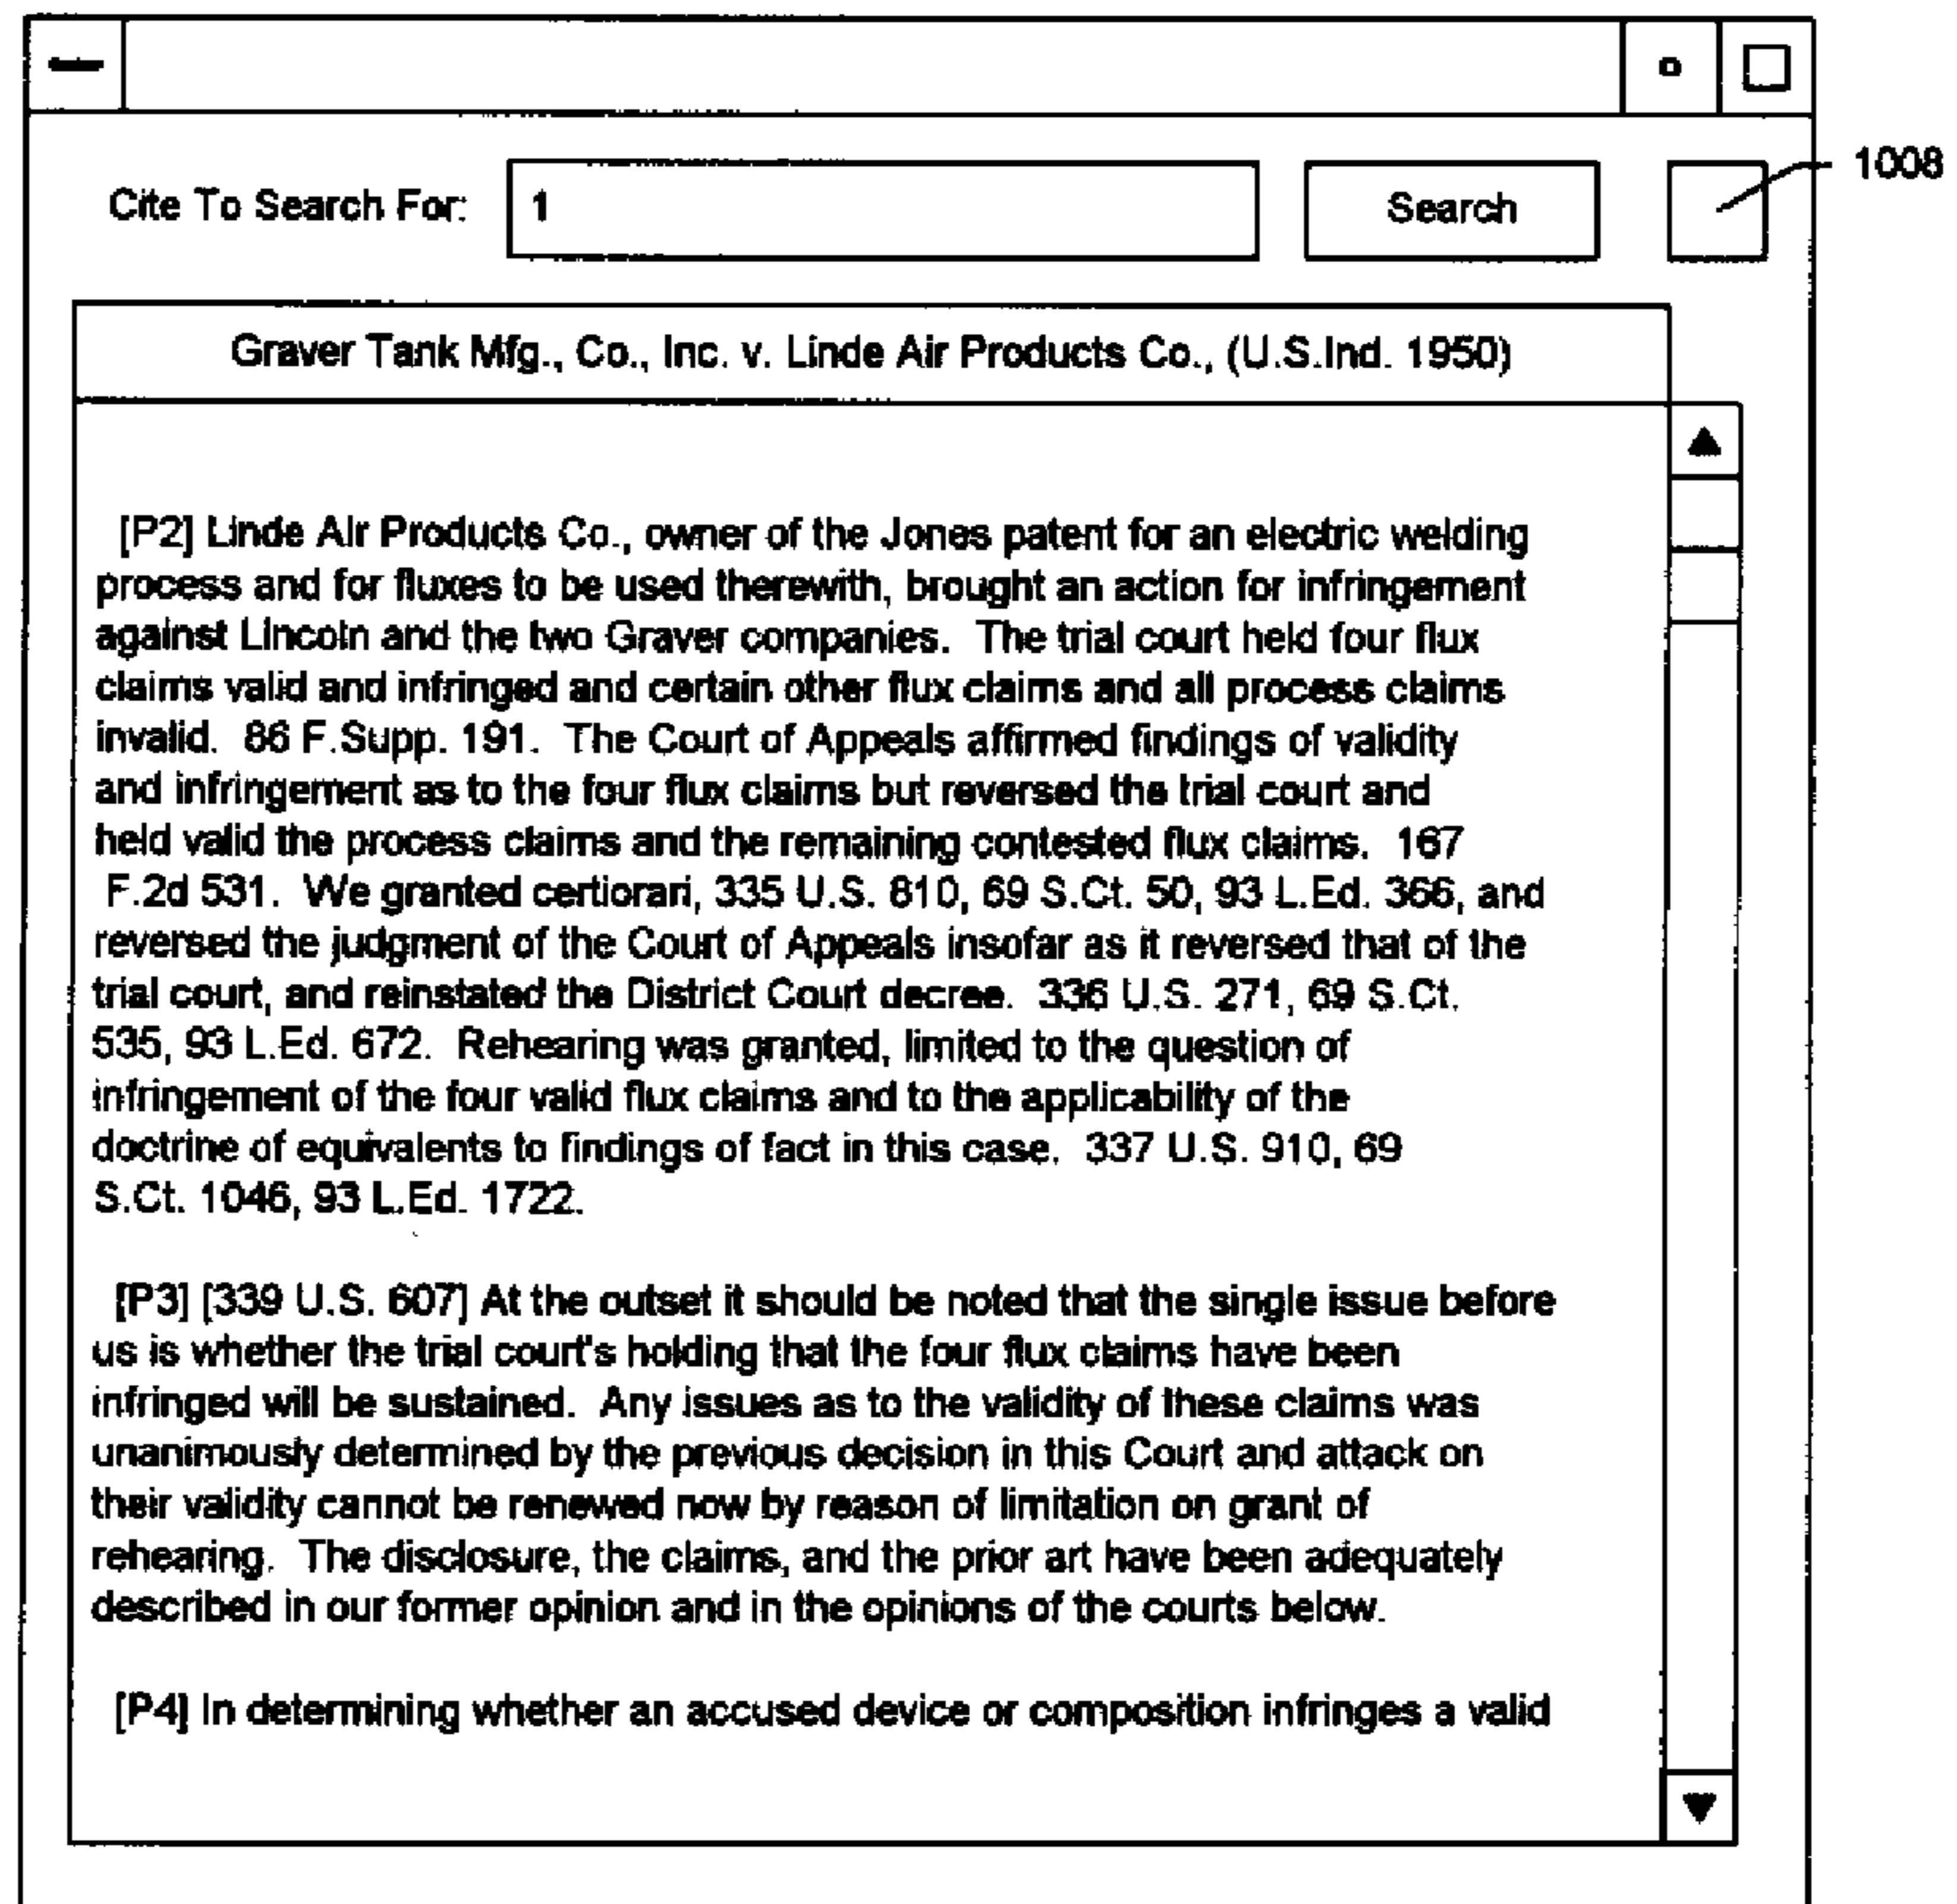 1008
Cite To Search For: 1 Search
Graver Tank Mfg., Co., Inc. v. Linde Air Products Co., (U.S.Ind. 1950)
[P2] Linde Air Products Co., owner of the Jones patent for an electric welding
process and for fluxes to be used therewith, brought an action for infringement
against Lincoln and the two Graver companies. The trial court held four flux
claims valid and infringed and certain other flux claims and all process claims
invalid. 86 F.Supp. 191. The Court of Appeals affirmed findings of validity
and infringement as to the four flux claims but reversed the trial court and
held valid the process claims and the remaining contested flux claims. 167
F.2d 531. We granted certiorari, 335 U.S. 810, 69 S.Ct. 50, 93 L.Ed. 366, and
reversed the judgment of the Court of Appeals insofar as it reversed that of the
trial court, and reinstated the District Court decree. 336 U.S. 271, 69 S.Ct.
535, 93 L.Ed. 672. Rehearing was granted, limited to the question of
infringement of the four valid flux claims and to the applicability of the
doctrine of equivalents to findings of fact in this case. 337 U.S. 910, 69
S.Ct. 1046, 93 L.Ed. 1722.
[P3] [339 U.S. 607] At the outset it should be noted that the single issue before
us is whether the trial court's holding that the four flux claims have been
infringed will be sustained. Any issues as to the validity of these claims was
unanimously determined by the previous decision in this Court and attack on
their validity cannot be renewed now by reason of limitation on grant of
rehearing. The disclosure, the claims, and the prior art have been adequately
described in our former opinion and in the opinions of the courts below.
[P4] In determining whether an accused device or composition infringes a valid